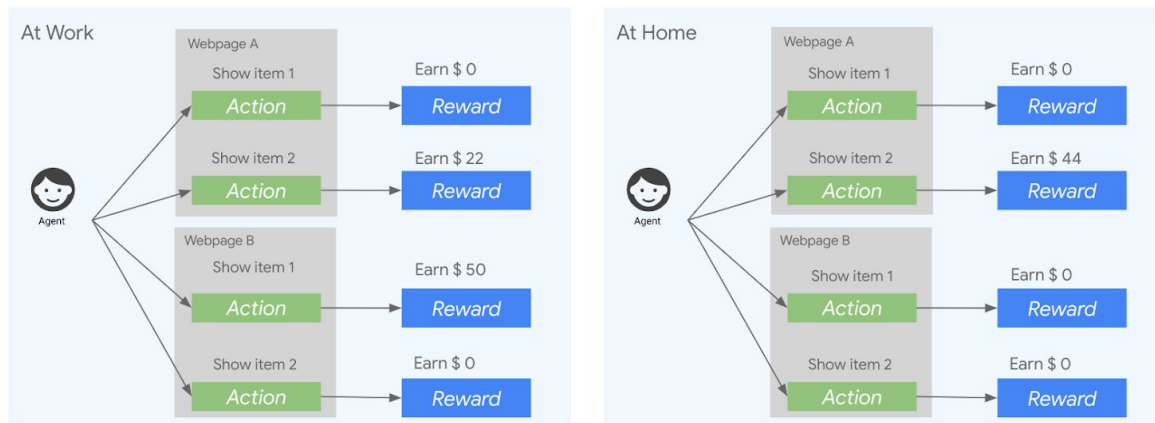 At Work
Webpage A
Show item 1
Earn $ 0
Action
Reward
Show item 2
Earn $ 22
Action
Reward
Agent
Webpage B
Show item 1
Earn $ 50
Action
Reward
Show item 2
Earn $ 0
Action
Reward
At Home
Webpage A
Show item 1
Earn $ 0
Action
Reward
Show item 2
Earn $ 44
Action
Reward
Agent
Webpage B
Show item 1
Earn $ 0
Action
Reward
Show item 2
Earn $ 0
Action
Reward